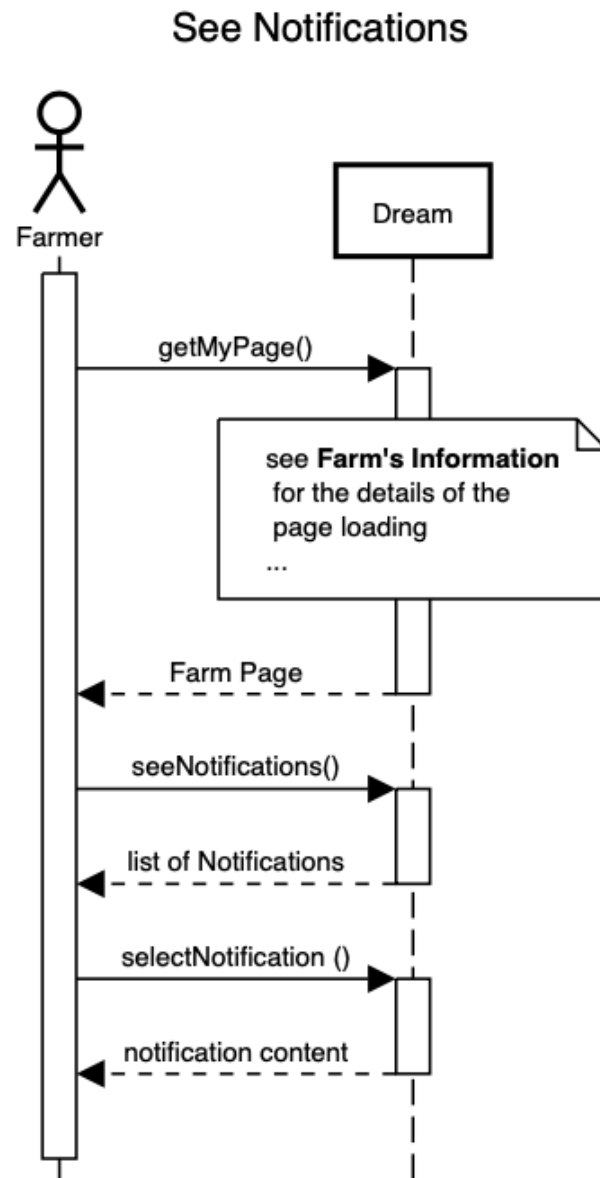 See Notifications
Farmer
Dream
getMyPage()
see Farm's Information
for the details of the
page loading
...
Farm Page
seeNotifications()
list of Notifications
selectNotification ()
notification content